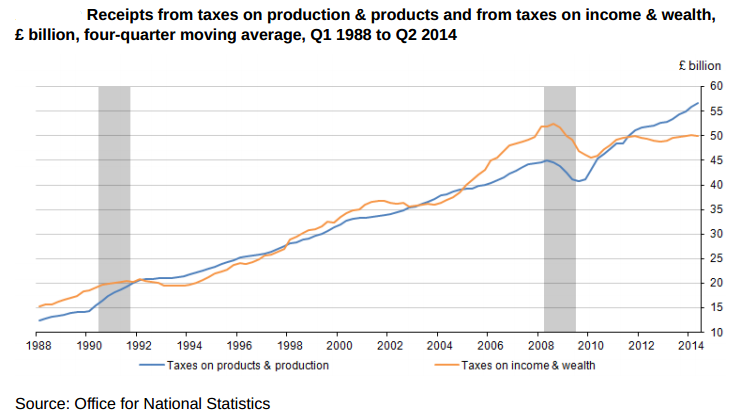 Receipts from taxes on production & products and from taxes on income & wealth,
£ billion, four-quarter moving average, Q1 1988 to Q2 2014
£ billion
60
55
50
45
40
35
30
25
20
15
10
1988 1990 1992 1994 1996 1998 2000 2002 2004 2006 2008 2010 2012 2014
Taxes on products & production Taxes on income & wealth
Source: Office for National Statistics